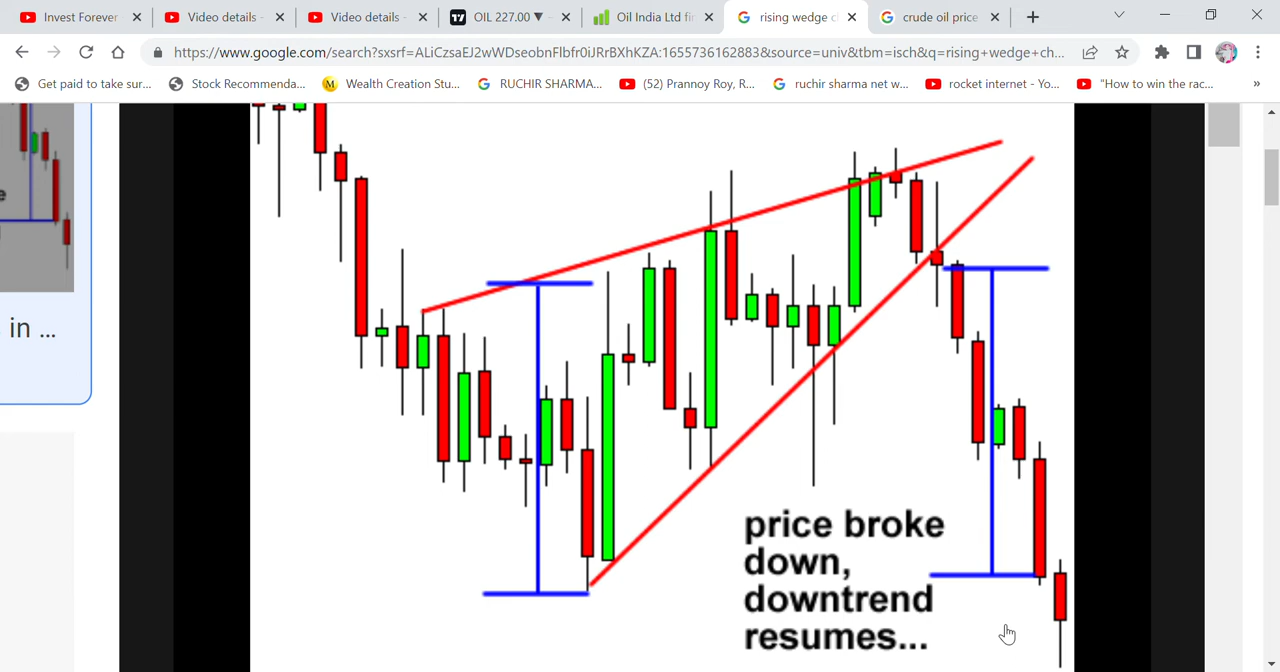 Invest Forever
Video details -
Video details -
OIL 227.00 ▼ -
Oil India Ltd fir
rising wedge c
crude oil price
https://www.google.com/search?sxsrf=ALiCzsaEJ2wWDseobnFlbfr0iJRrBXhKZA:1655736162883&source=univ&tbm=isch&q=rising+wedge+ch...
Get paid to take sur...
Stock Recommenda...
Wealth Creation Stu...
RUCHIR SHARMA...
(52) Prannoy Roy, R...
ruchir sharma net w...
rocket internet - Yo...
"How to win the rac...
in ...
price broke
down,
downtrend
resumes...